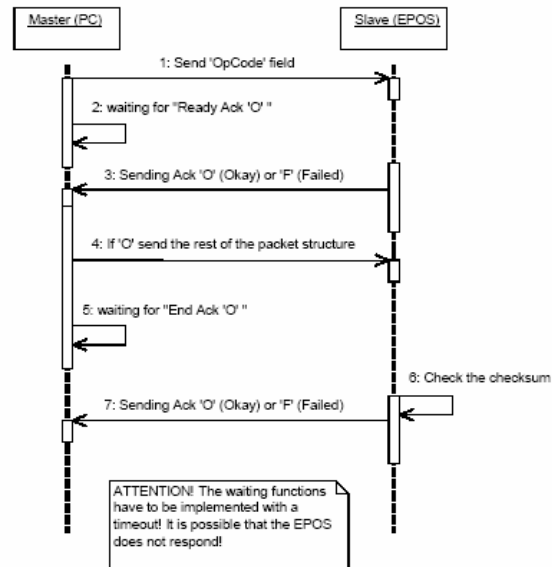 Master (PC)
Slave (EPOS)
1: Send 'OpCode' field
2: waiting for "Ready Ack 'O' "
3: Sending Ack 'O' (Okay) or 'F' (Failed)
4: If 'O' send the rest of the packet structure
5: waiting for "End Ack 'O' "
6: Check the checksum
7: Sending Ack 'O' (Okay) or 'F' (Failed)
ATTENTION! The waiting functions
have to be implemented with a
timeout! It is possible that the EPOS
does not respond!